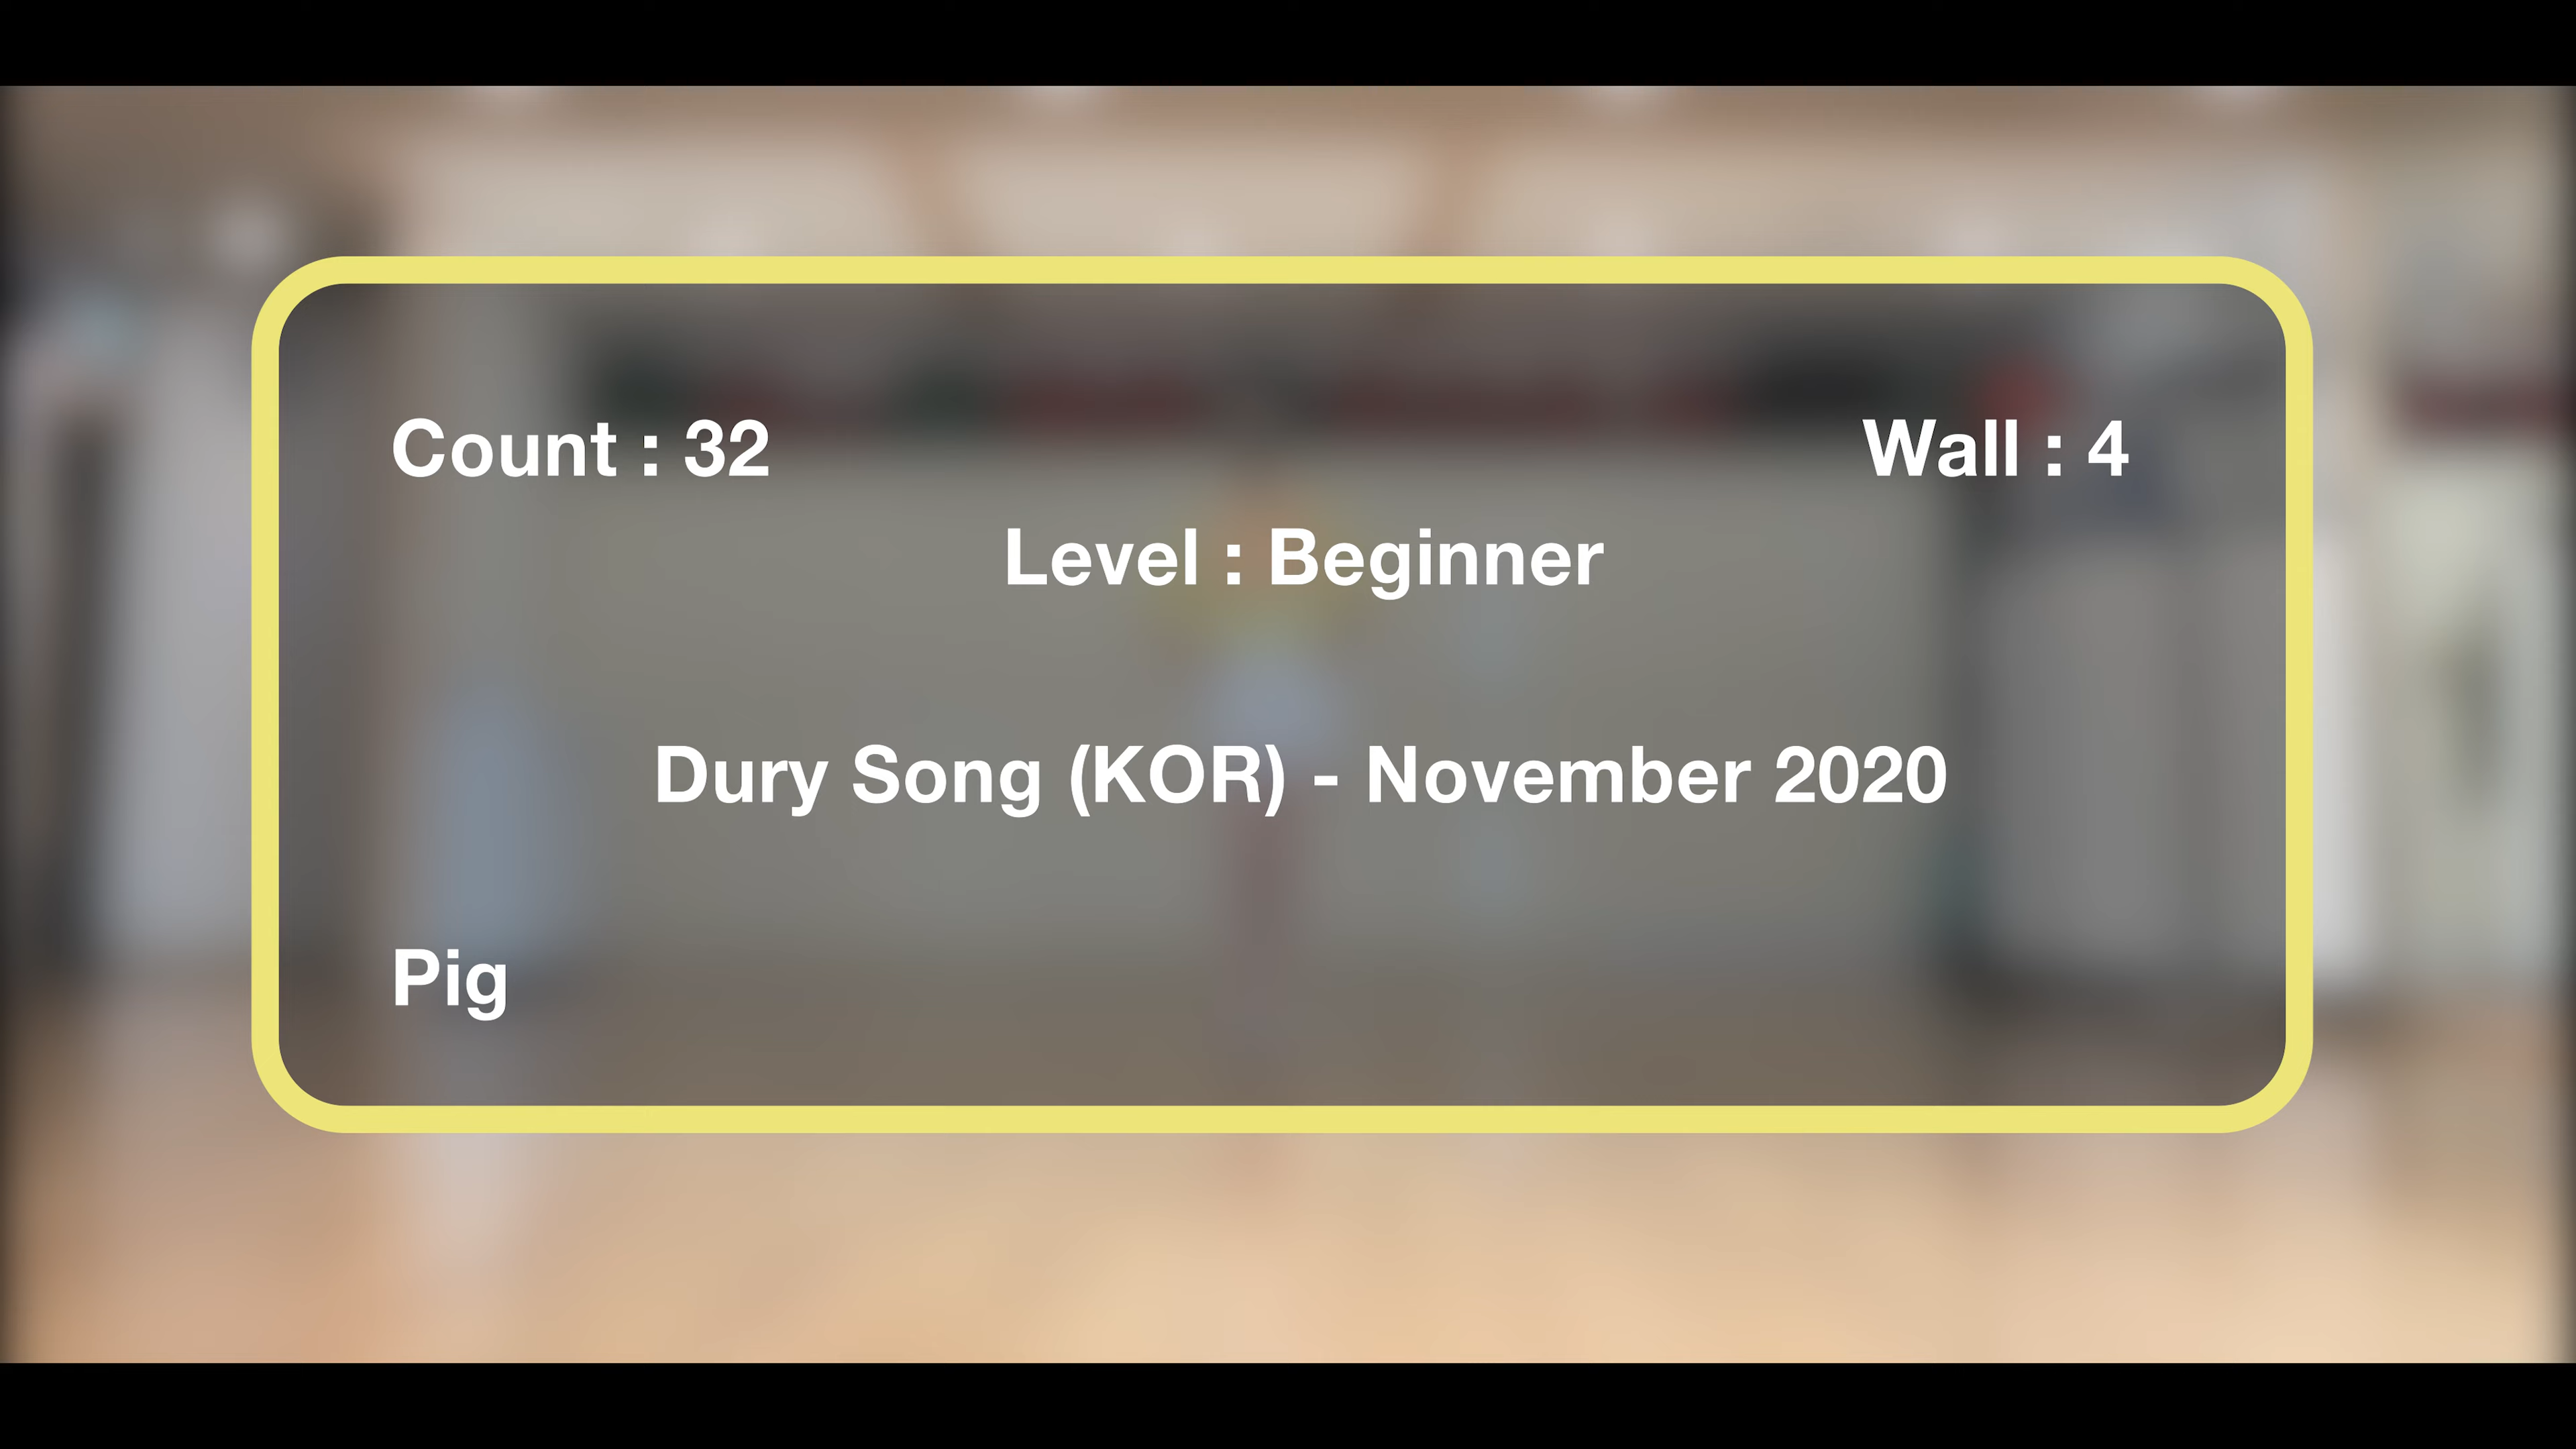 Count : 32
Wall : 4
Level : Beginner
Dury Song (KOR) - November 2020
Pig